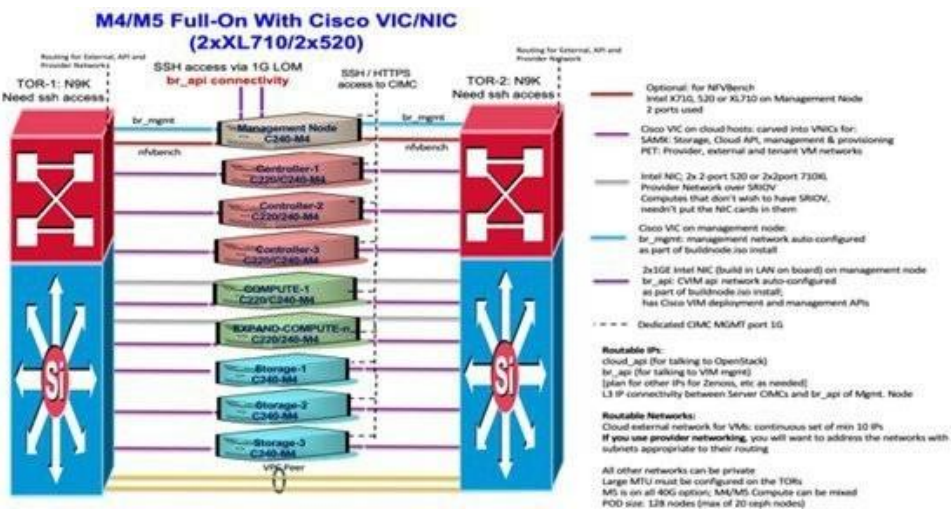 M4/M5 Full-On With Cisco VIC/NIC
(2xXL710/2x520)
Routing for External, API and
Provider Network
SSH access via 1G LOM
br_api connectivity
SSH / HTTPS
access to CIMC
Routing for External, API and
Provider Network
TOR-1: N9K
Need ssh access
TOR-2: N9K
Need ssh access
br_mgmt
Management Node
C240-M4
br_mgmt
nfvbench
nfvbench
Controller-1
C220/C240-M4
Controller-2
C220/240-M4
Controller-3
C220/C240-M4
COMPUTE-1
C220/C240-M4
EXPAND-COMPUTE-n
C220/C240-M4
Storage-1
C240-M4
Storage-2
C240-M4
Storage-3
C240-M4
VPC Peer
Si
Si
Optional: for NFVBench
Intel X710, 520 or XL710 on Management Node
2 ports used
Cisco VIC on cloud hosts: carved into VNICs for:
SAMX: Storage, Cloud API, management & provisioning
PET: Provider, external and tenant VM networks
Intel NIC; 2x 2-port 520 or 2x2port 710XL
Provider Network over SRIOV
Computes that don't wish to have SRIOV,
needn't put the NIC cards in them
Cisco VIC on management node:
br_mgmt: management network auto-configured
as part of buildnode.iso install
2x1GE Intel NIC (build in LAN on board) on management node
br_api: CVIM api network auto-configured
as part of buildnode.iso install;
has Cisco VIM deployment and management APIs
Dedicated CIMC MGMT port 1G
Routable IPs:
cloud_api (for talking to OpenStack)
br_api (for talking to VIM mgmt)
[plan for other IPs for Zenoss, etc as needed]
L3 IP connectivity between Server CIMCs and br_api of Mgmt. Node
Routable Networks:
Cloud external network for VMs: continuous set of min 10 IPs
If you use provider networking, you will want to address the networks with
subnets appropriate to their routing
All other networks can be private
Large MTU must be configured on the TORs
M5 is on all 40G option; M4/M5 Compute can be mixed
POD size: 128 nodes (max of 20 ceph nodes)